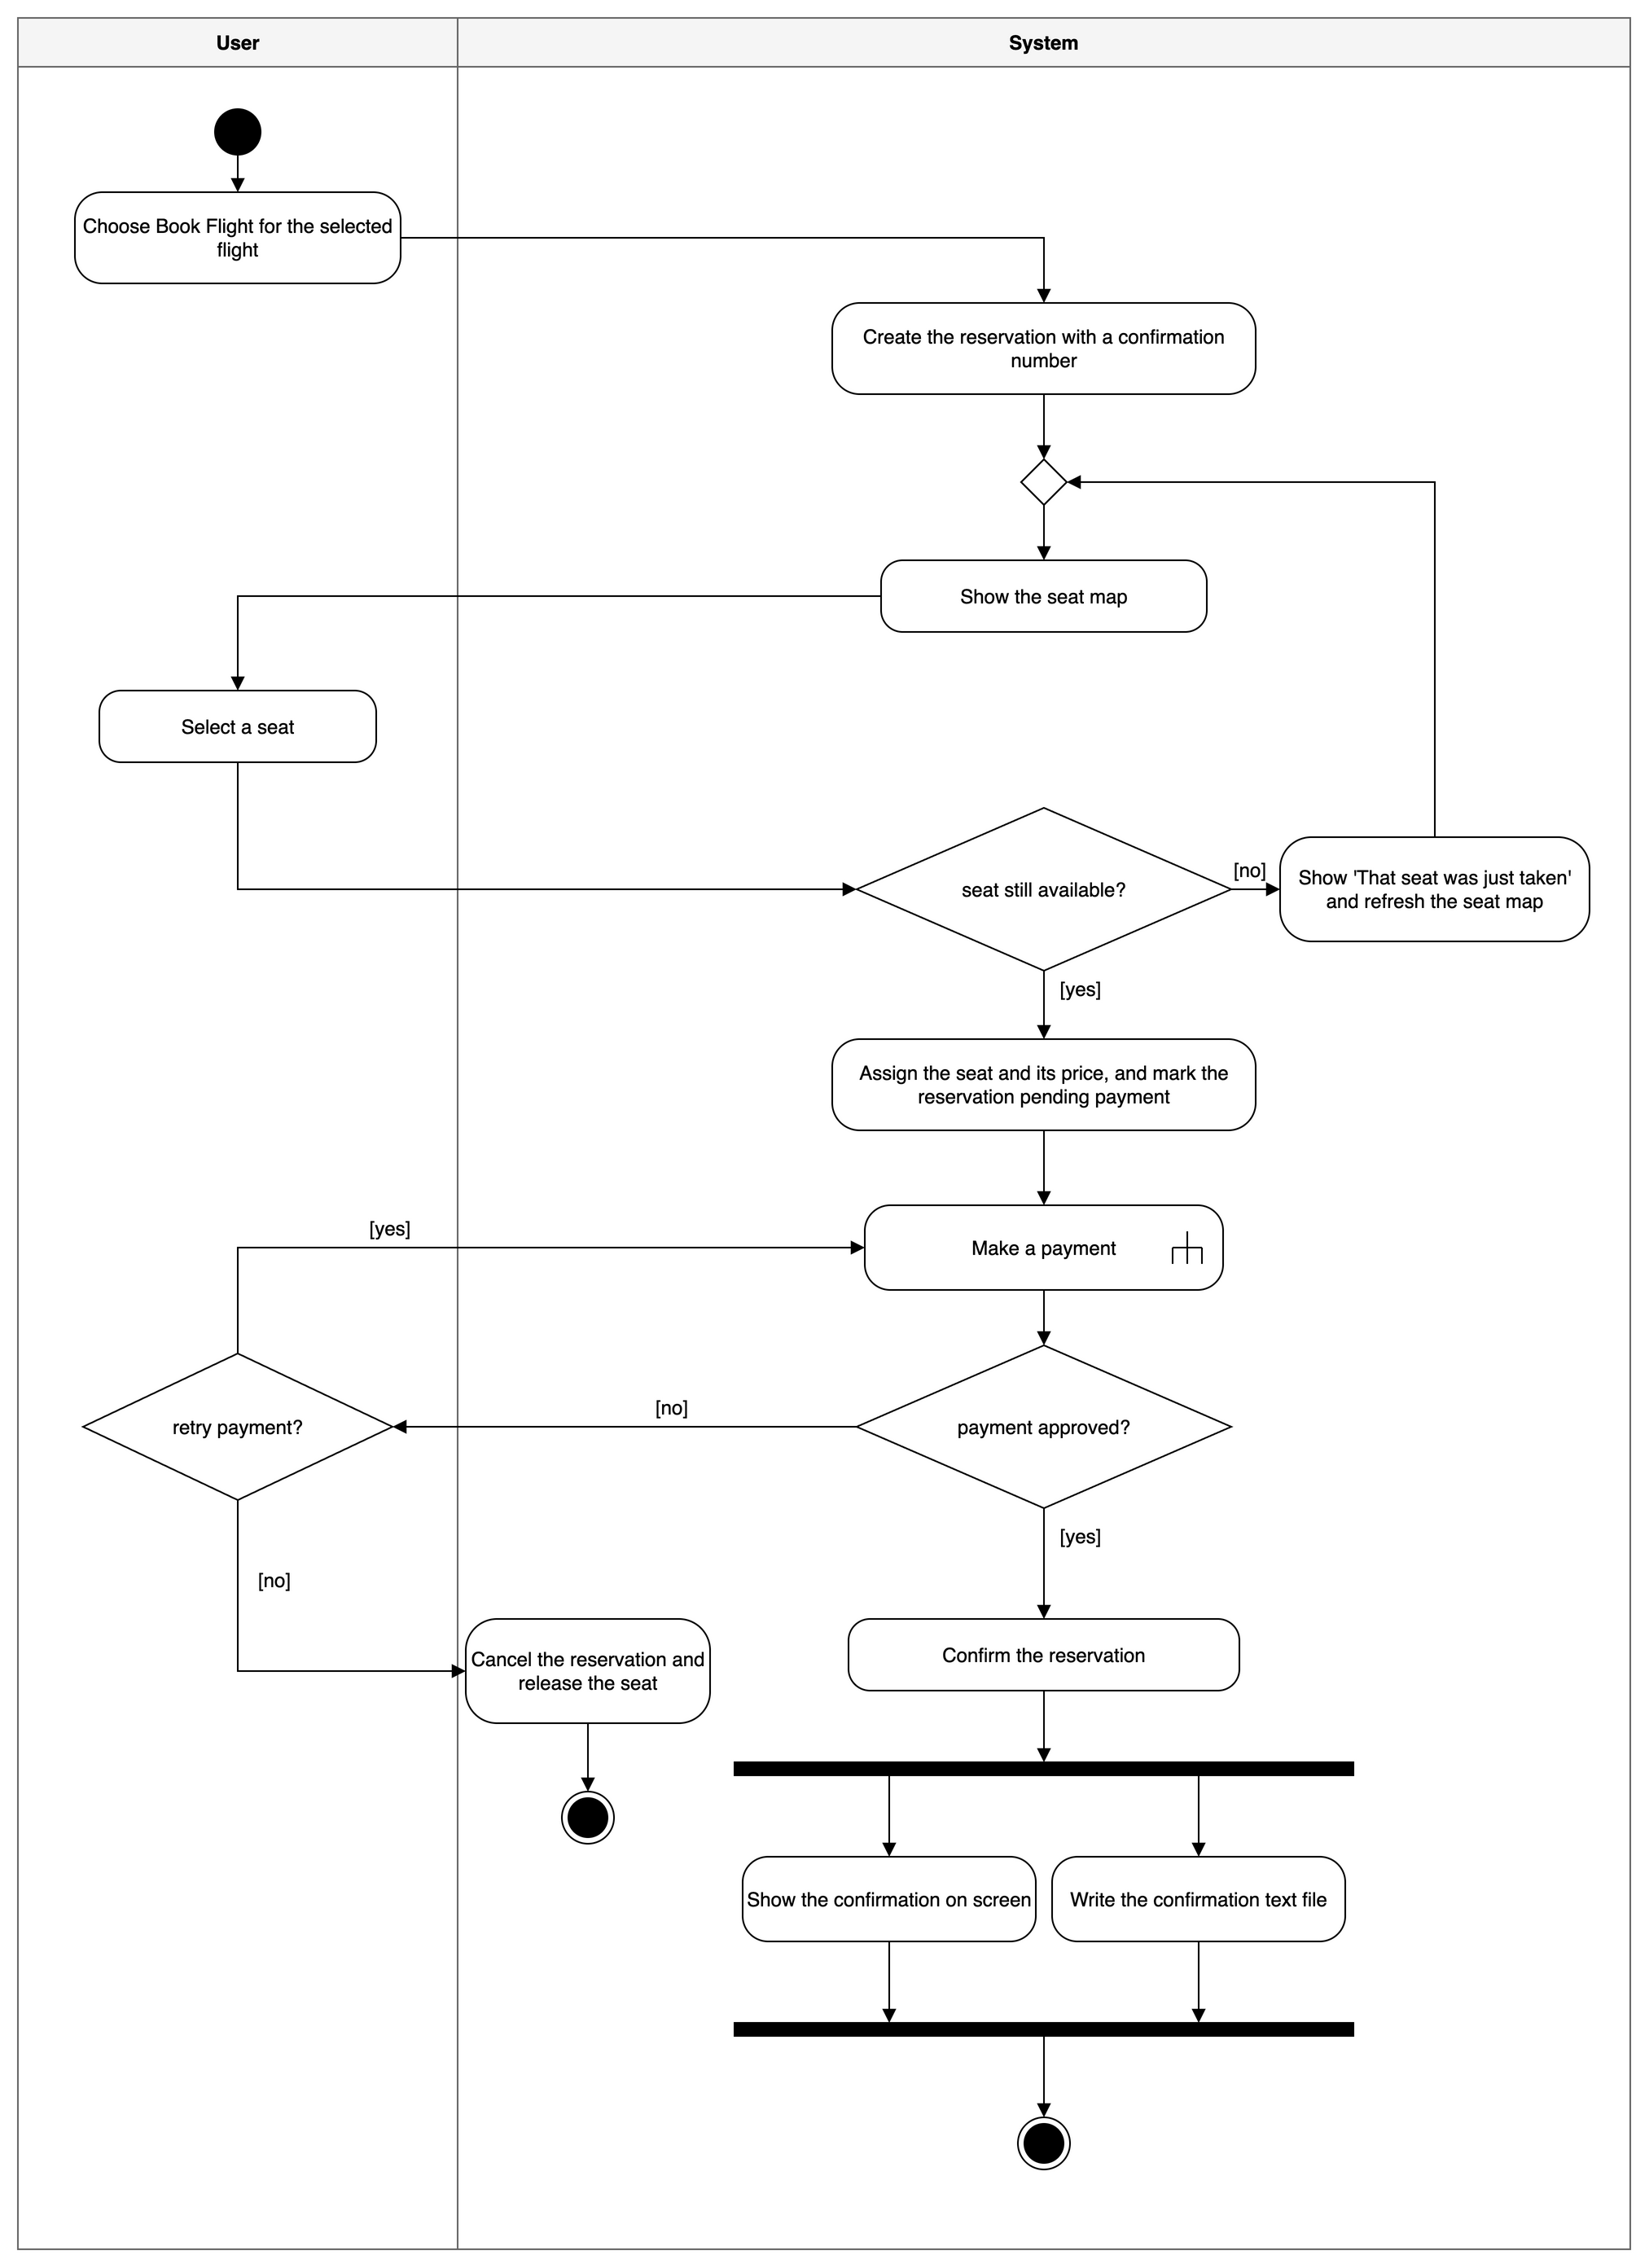 User
System
Choose Book Flight for the selected
flight
Create the reservation with a confirmation
number
Show the seat map
Select a seat
seat still available?
[no]
Show 'That seat was just taken'
and refresh the seat map
[yes]
Assign the seat and its price, and mark the
reservation pending payment
[yes]
Make a payment
retry payment?
[no]
payment approved?
[yes]
[no]
Cancel the reservation and
release the seat
Confirm the reservation
Show the confirmation on screen
Write the confirmation text file